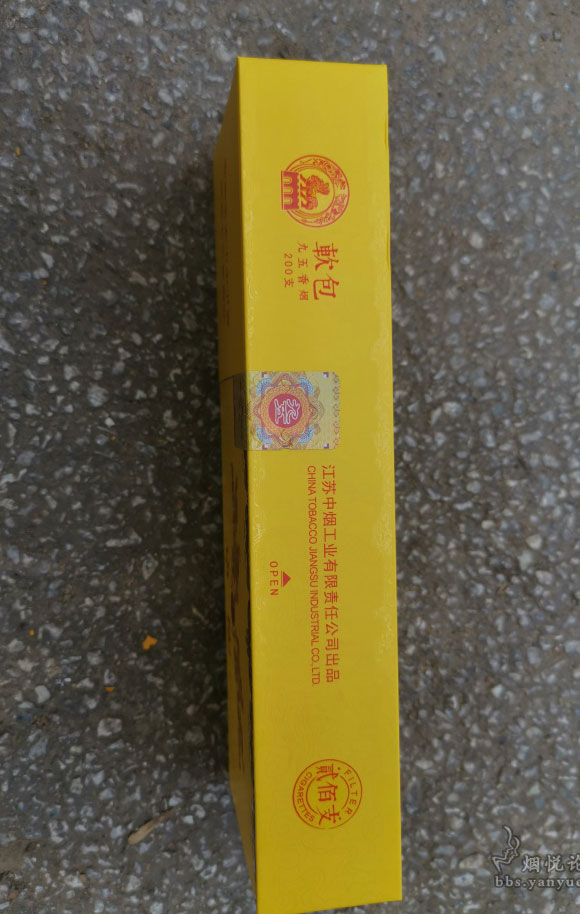 軟包
九五香烟
200支
江苏中烟工业有限责任公司出品
CHINA TOBACCO JIANGSU INDUSTRIAL CO., LTD.
OPEN
FILTER
贰佰支
CIGARETTES
烟悦论
bbs.yanyue